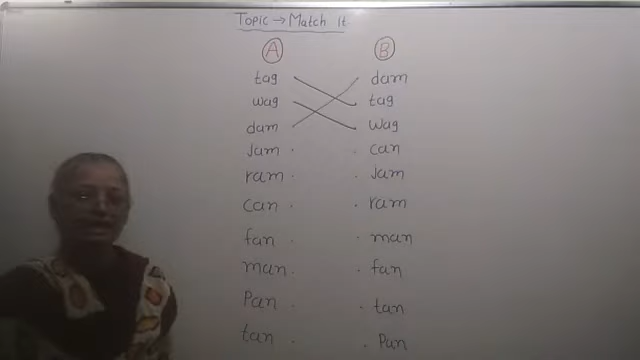 Topic → Match it
A B
tag dam
wag tag
dam wag
Jam can
ram Jam
can ram
fan man
man fan
Pan tan
tan Pan